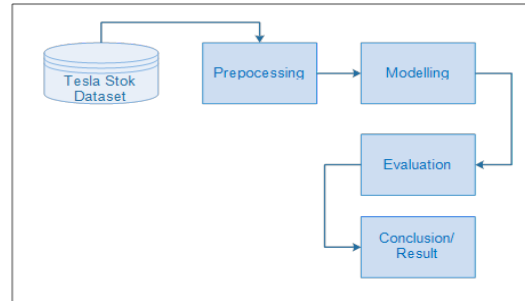 Tesla Stok
Dataset
Prepocessing
Modelling
Evaluation
Conclusion/
Result